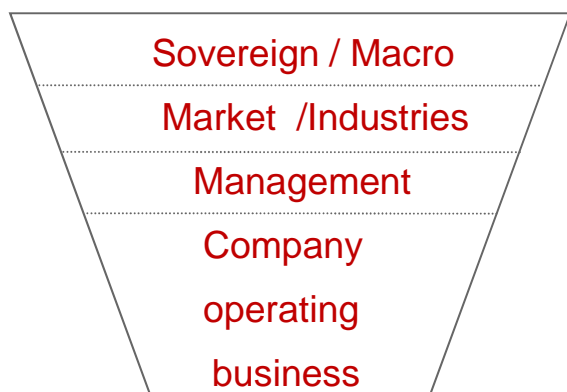 Sovereign / Macro
Market /Industries
Management
Company
operating
business